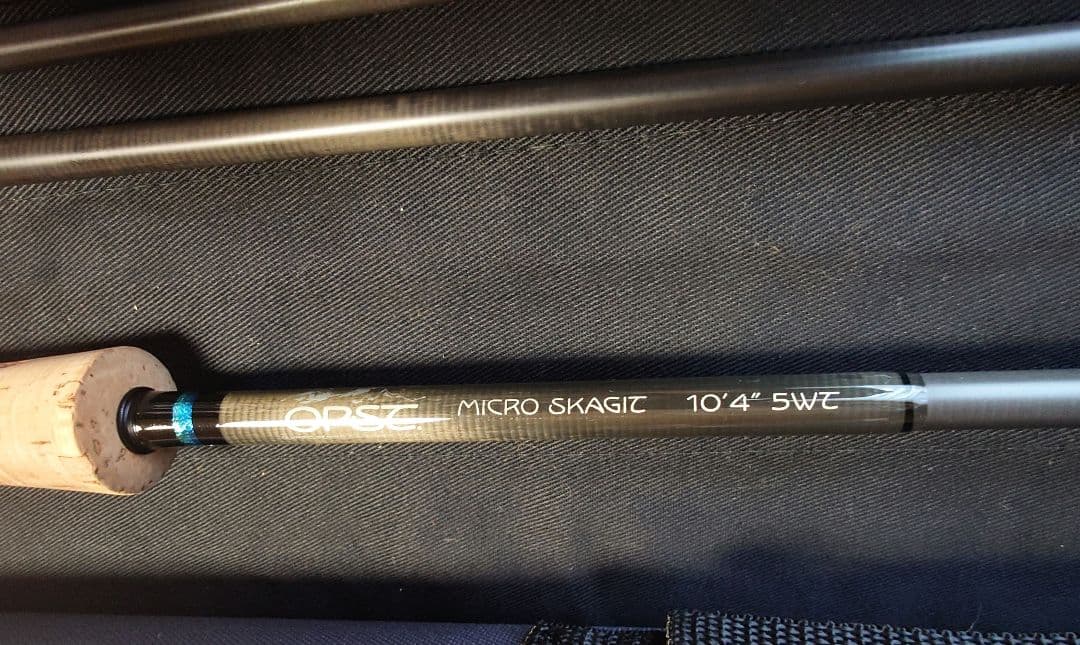 OPST. MICRO SKAGIT 10'4" 5WT